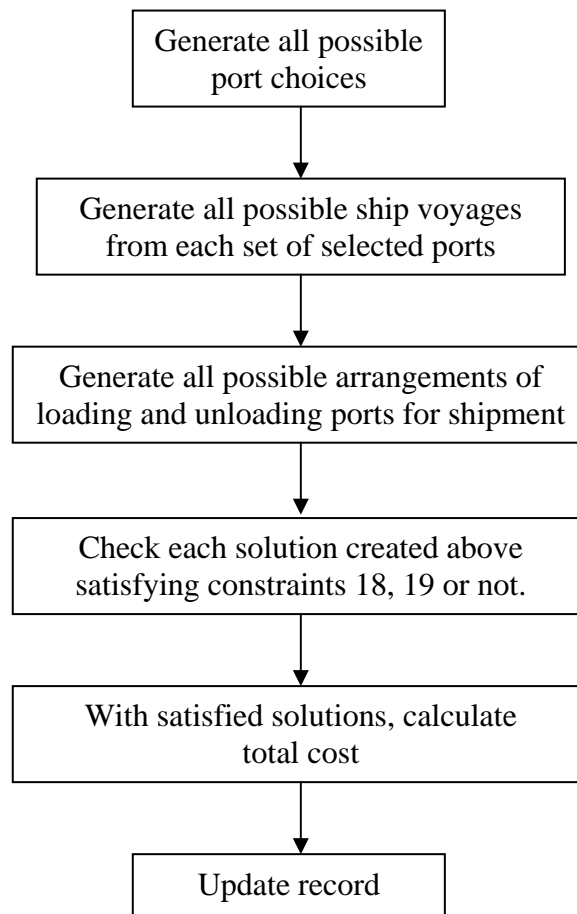 Generate all possible
port choices
Generate all possible ship voyages
from each set of selected ports
Generate all possible arrangements of
loading and unloading ports for shipment
Check each solution created above
satisfying constraints 18, 19 or not.
With satisfied solutions, calculate
total cost
Update record